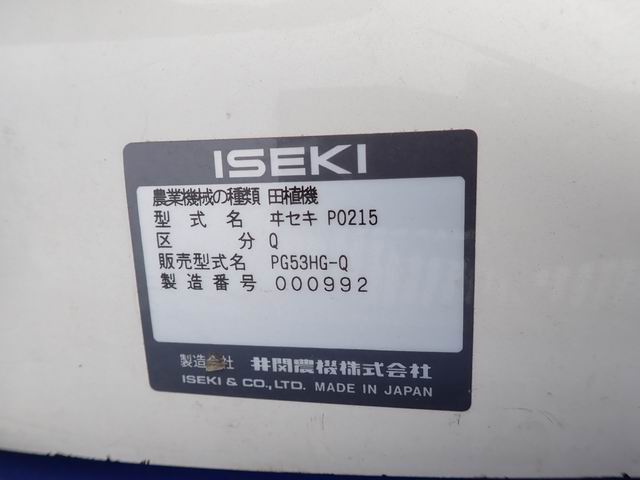 ISEKI
農業機械の種類 田植機
型式名 ヰセキ P0215
区分 Q
販売型式名 PG53HG-Q
製造番号 000992
製造会社 井関農機株式会社
ISEKI & CO., LTD. MADE IN JAPAN